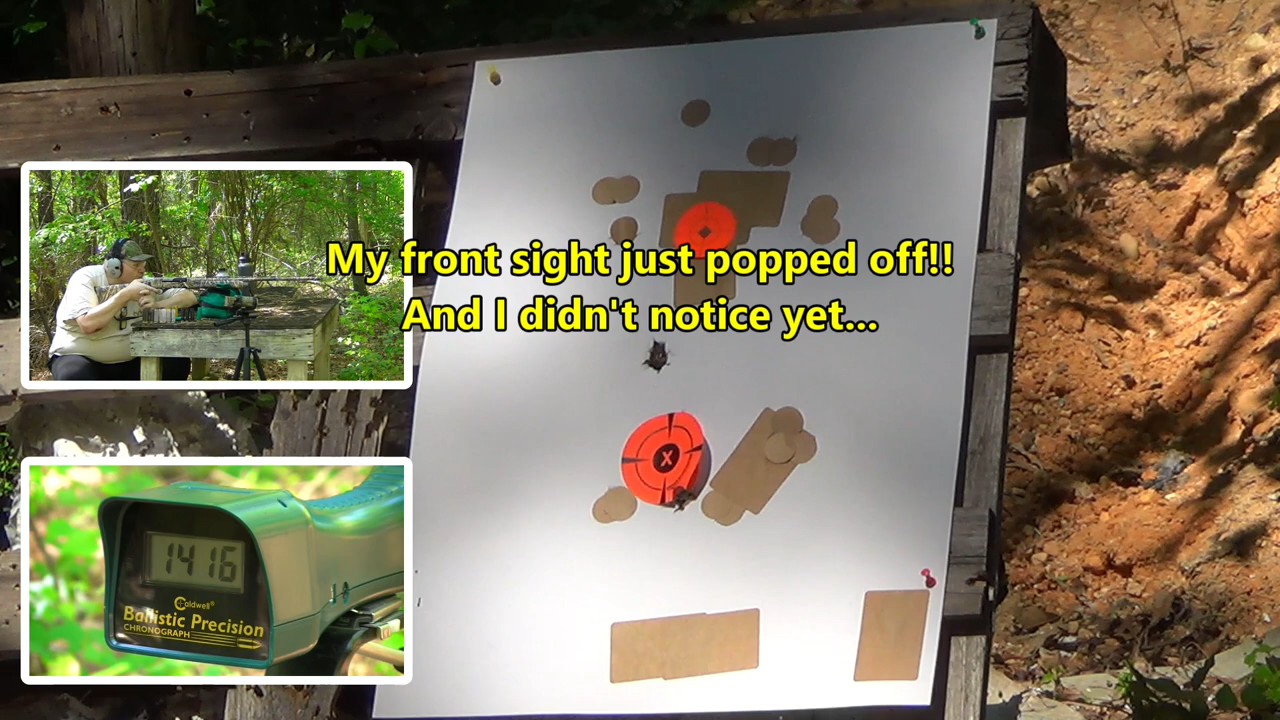 My front sight just popped off!!
And I didn't notice yet...
X
1416
Caldwell®
Ballistic Precision
CHRONOGRAPH